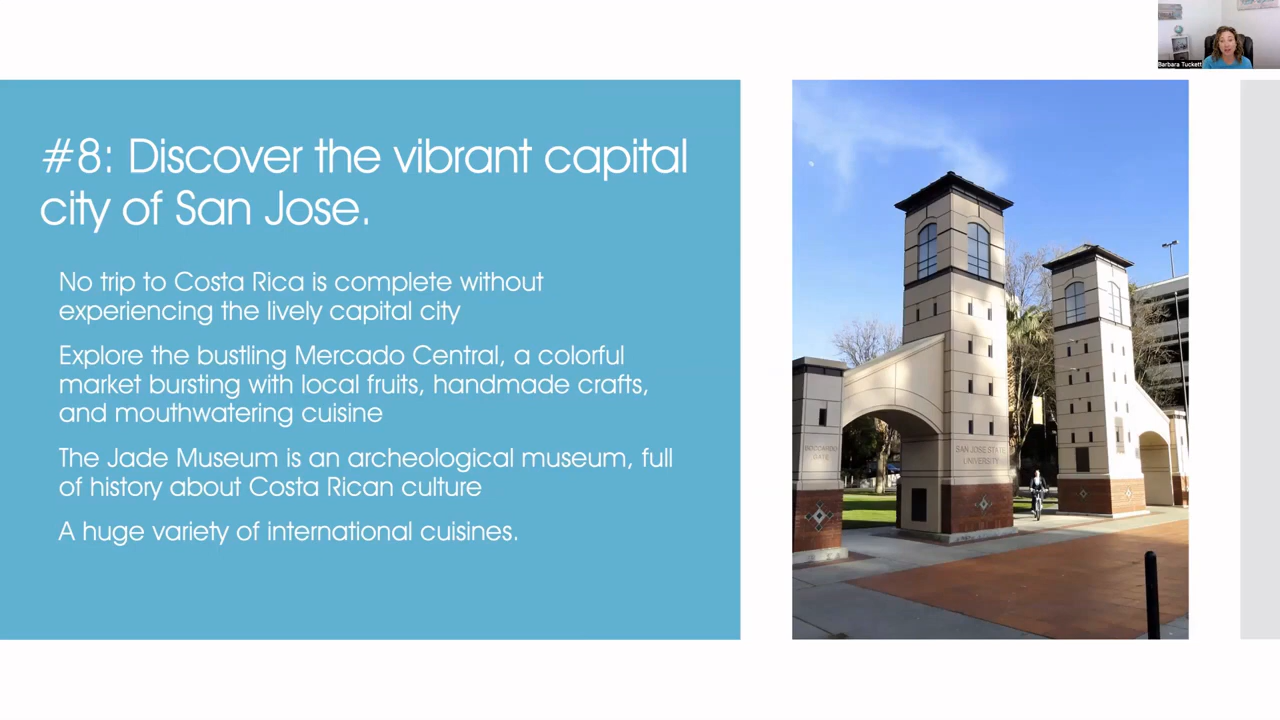 Barbara Tuckett
#8: Discover the vibrant capital
city of San Jose.
No trip to Costa Rica is complete without
experiencing the lively capital city
Explore the bustling Mercado Central, a colorful
market bursting with local fruits, handmade crafts,
and mouthwatering cuisine
The Jade Museum is an archeological museum, full
of history about Costa Rican culture
A huge variety of international cuisines.
BOCCARDO
GATE
SAN JOSE STATE
UNIVERSITY